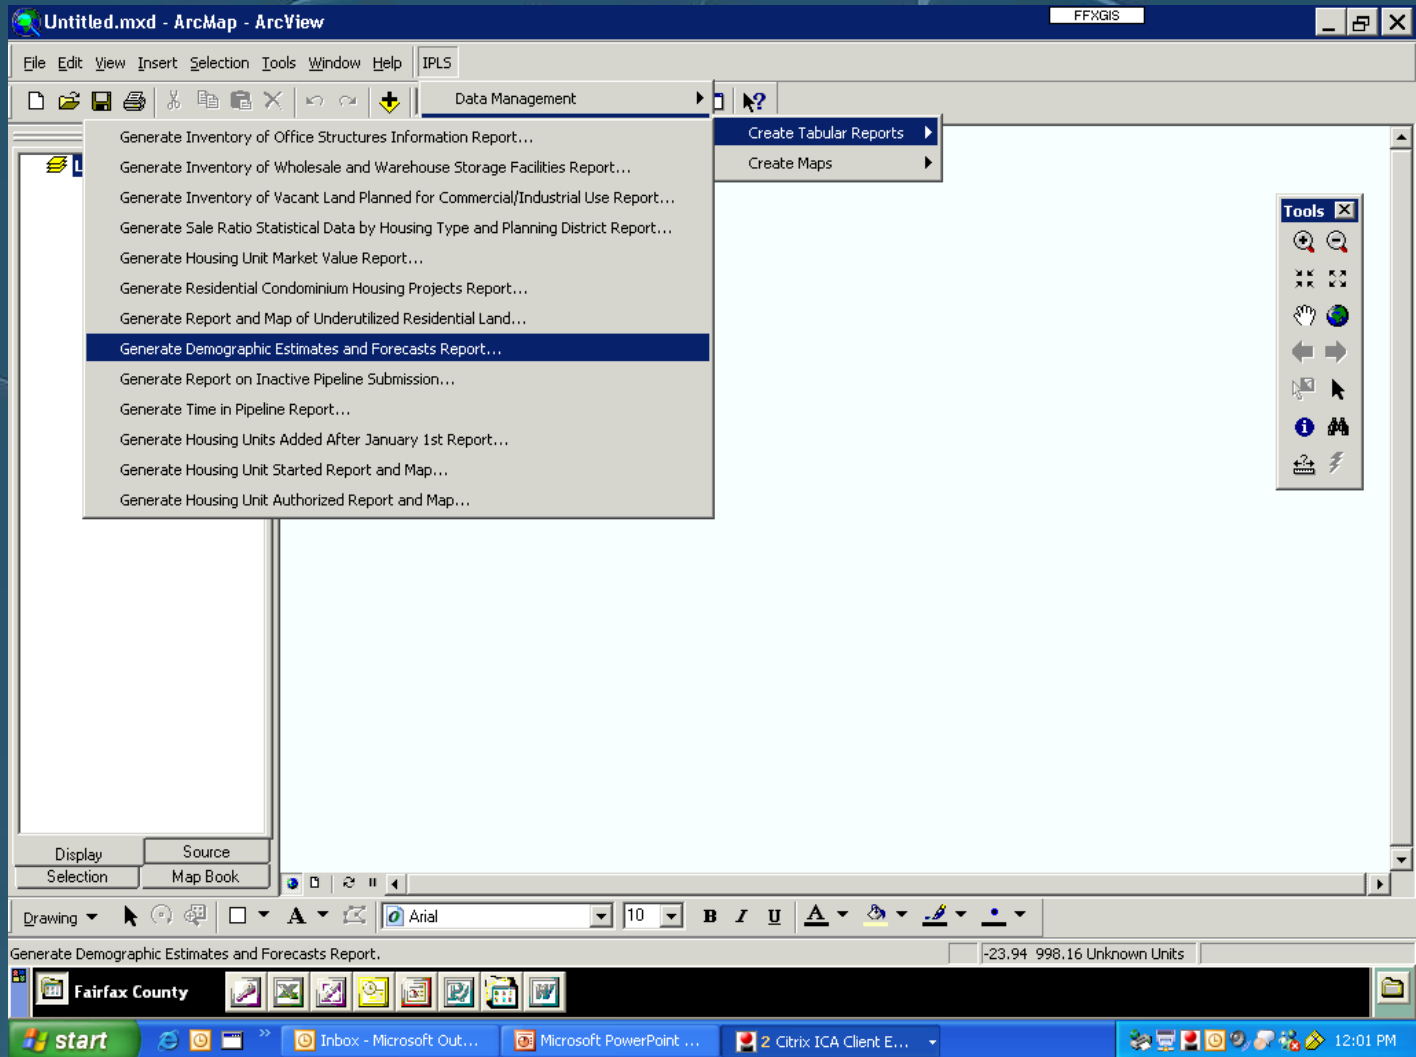 Untitled.mxd - ArcMap - ArcView
FFXGIS
File Edit View Insert Selection Tools Window Help IPLS
Data Management
Create Tabular Reports
Create Maps
Generate Inventory of Office Structures Information Report...
Generate Inventory of Wholesale and Warehouse Storage Facilities Report...
Generate Inventory of Vacant Land Planned for Commercial/Industrial Use Report...
Generate Sale Ratio Statistical Data by Housing Type and Planning District Report...
Generate Housing Unit Market Value Report...
Generate Residential Condominium Housing Projects Report...
Generate Report and Map of Underutilized Residential Land...
Generate Demographic Estimates and Forecasts Report...
Generate Report on Inactive Pipeline Submission...
Generate Time in Pipeline Report...
Generate Housing Units Added After January 1st Report...
Generate Housing Unit Started Report and Map...
Generate Housing Unit Authorized Report and Map...
Tools
Display Source
Selection Map Book
Drawing A Arial 10 B I U A
Generate Demographic Estimates and Forecasts Report.
-23.94 998.16 Unknown Units
Fairfax County
start
Inbox - Microsoft Out...
Microsoft PowerPoint ...
2 Citrix ICA Client E...
12:01 PM